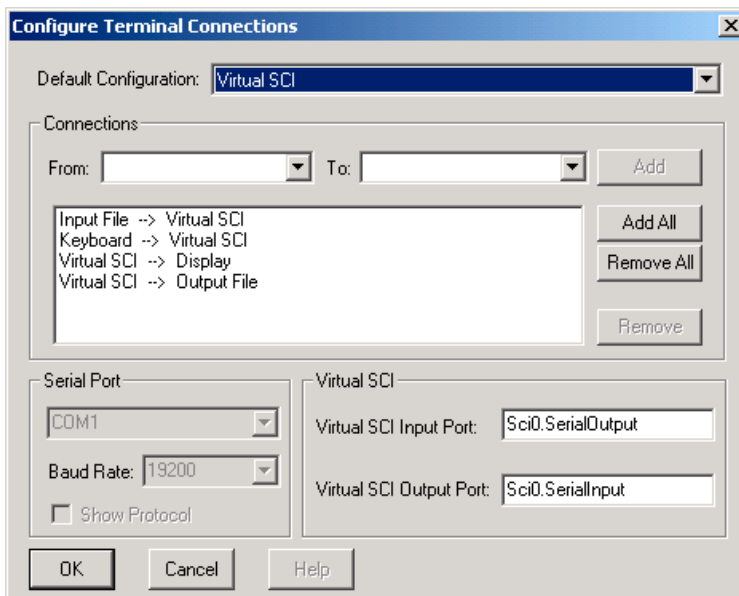 Configure Terminal Connections
Default Configuration: Virtual SCI
Connections
From: To: Add
Input File --> Virtual SCI
Keyboard --> Virtual SCI
Virtual SCI --> Display
Virtual SCI --> Output File
Add All
Remove All
Remove
Serial Port
COM1
Baud Rate: 19200
Show Protocol
Virtual SCI
Virtual SCI Input Port: Sci0.SerialOutput
Virtual SCI Output Port: Sci0.SerialInput
OK Cancel Help